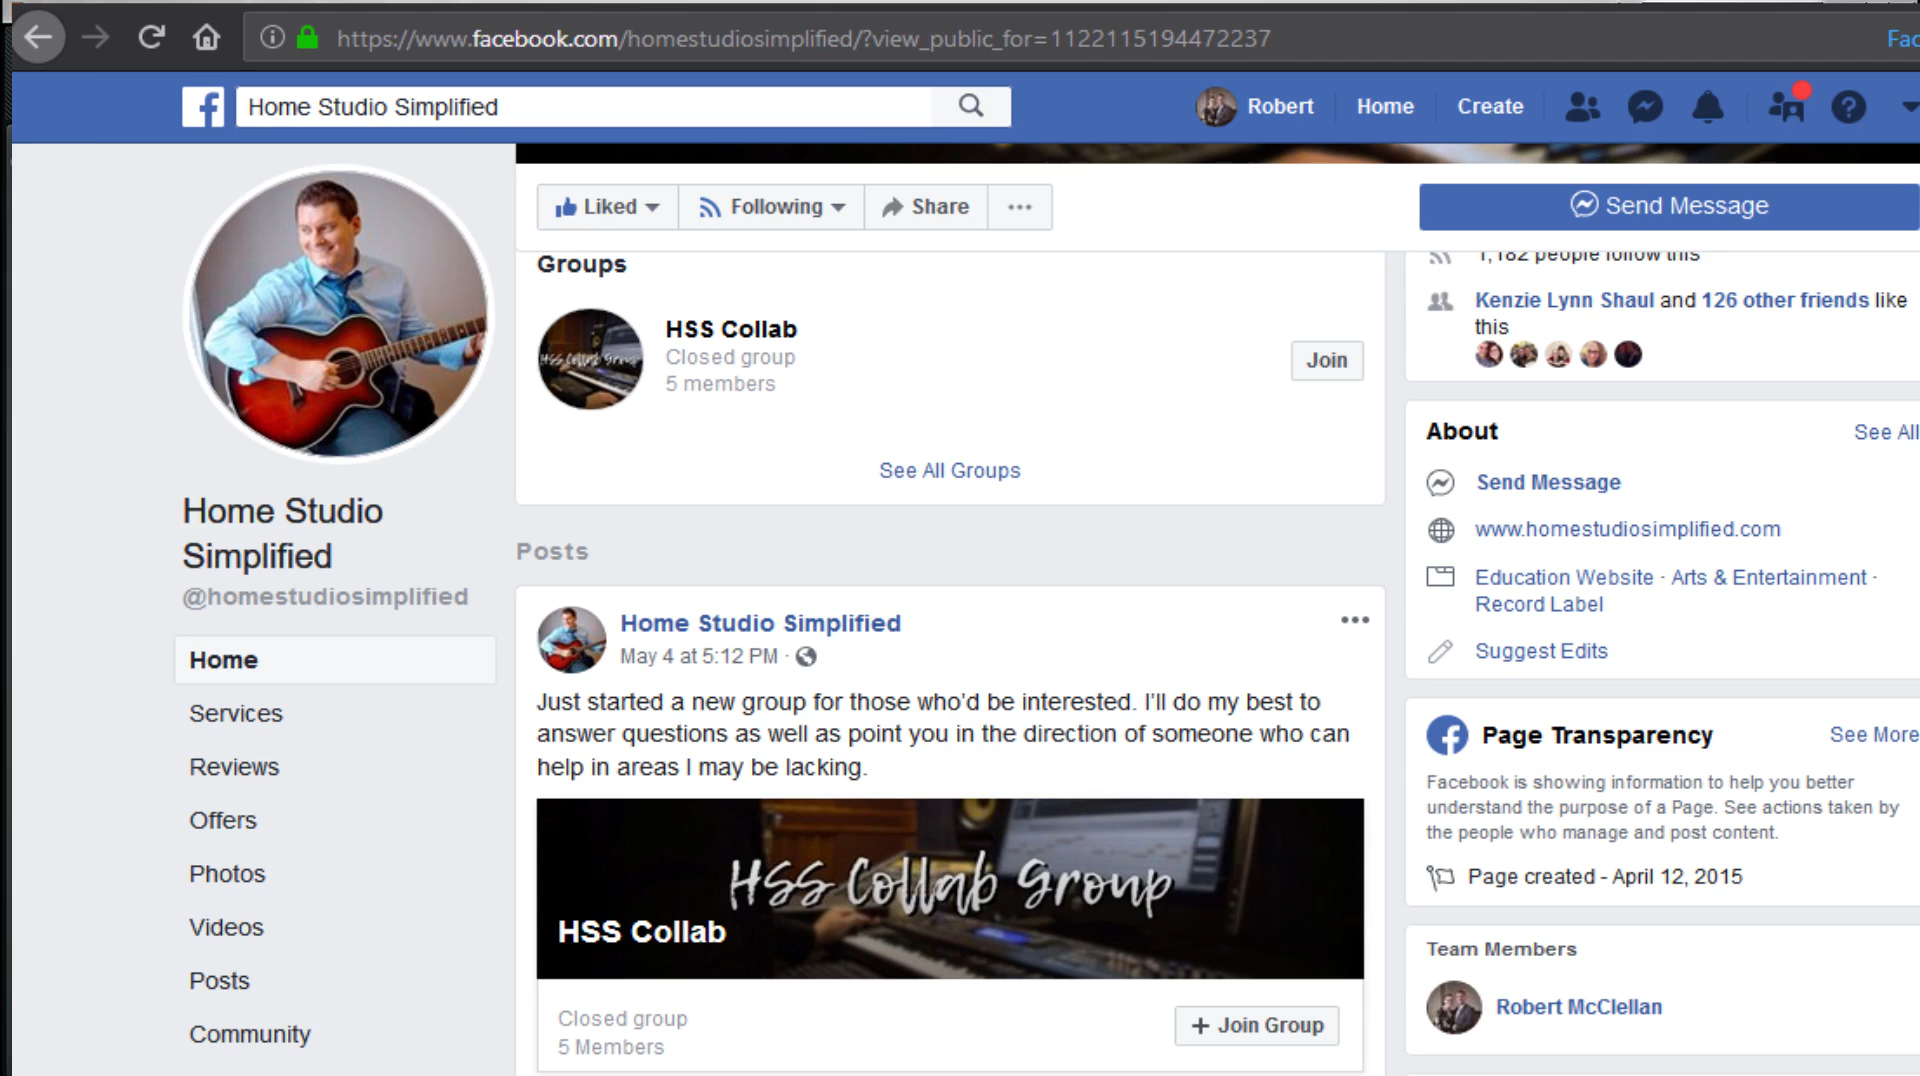 https://www.facebook.com/homestudiosimplified/?view_public_for=1122115194472237
Home Studio Simplified
Robert
Home
Create
Liked
Following
Share
Send Message
Home Studio
Simplified
@homestudiosimplified
Home
Services
Reviews
Offers
Photos
Videos
Posts
Community
Groups
HSS Collab Group
HSS Collab
Closed group
5 members
Join
See All Groups
Posts
Home Studio Simplified
May 4 at 5:12 PM ·
Just started a new group for those who'd be interested. I'll do my best to
answer questions as well as point you in the direction of someone who can
help in areas I may be lacking.
HSS Collab Group
HSS Collab
Closed group
5 Members
+ Join Group
1,182 people follow this
Kenzie Lynn Shaul and 126 other friends like
this
About
See All
Send Message
www.homestudiosimplified.com
Education Website · Arts & Entertainment ·
Record Label
Suggest Edits
Page Transparency
See More
Facebook is showing information to help you better
understand the purpose of a Page. See actions taken by
the people who manage and post content.
Page created - April 12, 2015
Team Members
Robert McClellan